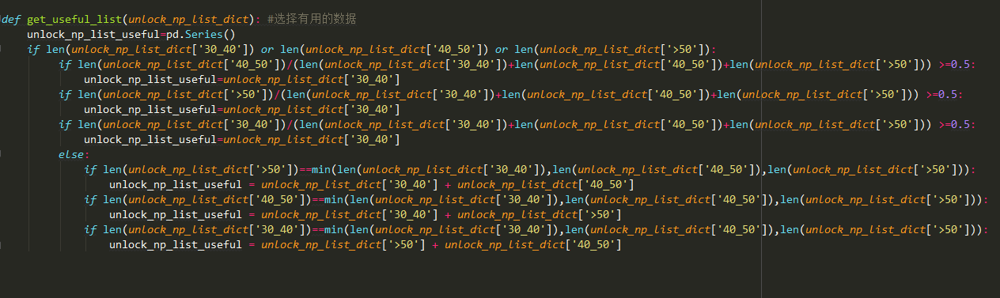 def get_useful_list(unlock_np_list_dict): #选择有用的数据
    unlock_np_list_useful=pd.Series()
    if len(unlock_np_list_dict['30_40']) or len(unlock_np_list_dict['40_50']) or len(unlock_np_list_dict['>50']):
        if len(unlock_np_list_dict['40_50'])/(len(unlock_np_list_dict['30_40'])+len(unlock_np_list_dict['40_50'])+len(unlock_np_list_dict['>50'])) >=0.5:
            unlock_np_list_useful=unlock_np_list_dict['30_40']
        if len(unlock_np_list_dict['>50'])/(len(unlock_np_list_dict['30_40'])+len(unlock_np_list_dict['40_50'])+len(unlock_np_list_dict['>50'])) >=0.5:
            unlock_np_list_useful=unlock_np_list_dict['30_40']
        if len(unlock_np_list_dict['30_40'])/(len(unlock_np_list_dict['30_40'])+len(unlock_np_list_dict['40_50'])+len(unlock_np_list_dict['>50'])) >=0.5:
            unlock_np_list_useful=unlock_np_list_dict['30_40']
        else:
            if len(unlock_np_list_dict['>50'])==min(len(unlock_np_list_dict['30_40']),len(unlock_np_list_dict['40_50']),len(unlock_np_list_dict['>50'])):
                unlock_np_list_useful = unlock_np_list_dict['30_40'] + unlock_np_list_dict['40_50']
            if len(unlock_np_list_dict['40_50'])==min(len(unlock_np_list_dict['30_40']),len(unlock_np_list_dict['40_50']),len(unlock_np_list_dict['>50'])):
                unlock_np_list_useful = unlock_np_list_dict['30_40'] + unlock_np_list_dict['>50']
            if len(unlock_np_list_dict['30_40'])==min(len(unlock_np_list_dict['30_40']),len(unlock_np_list_dict['40_50']),len(unlock_np_list_dict['>50'])):
                unlock_np_list_useful = unlock_np_list_dict['>50'] + unlock_np_list_dict['40_50']